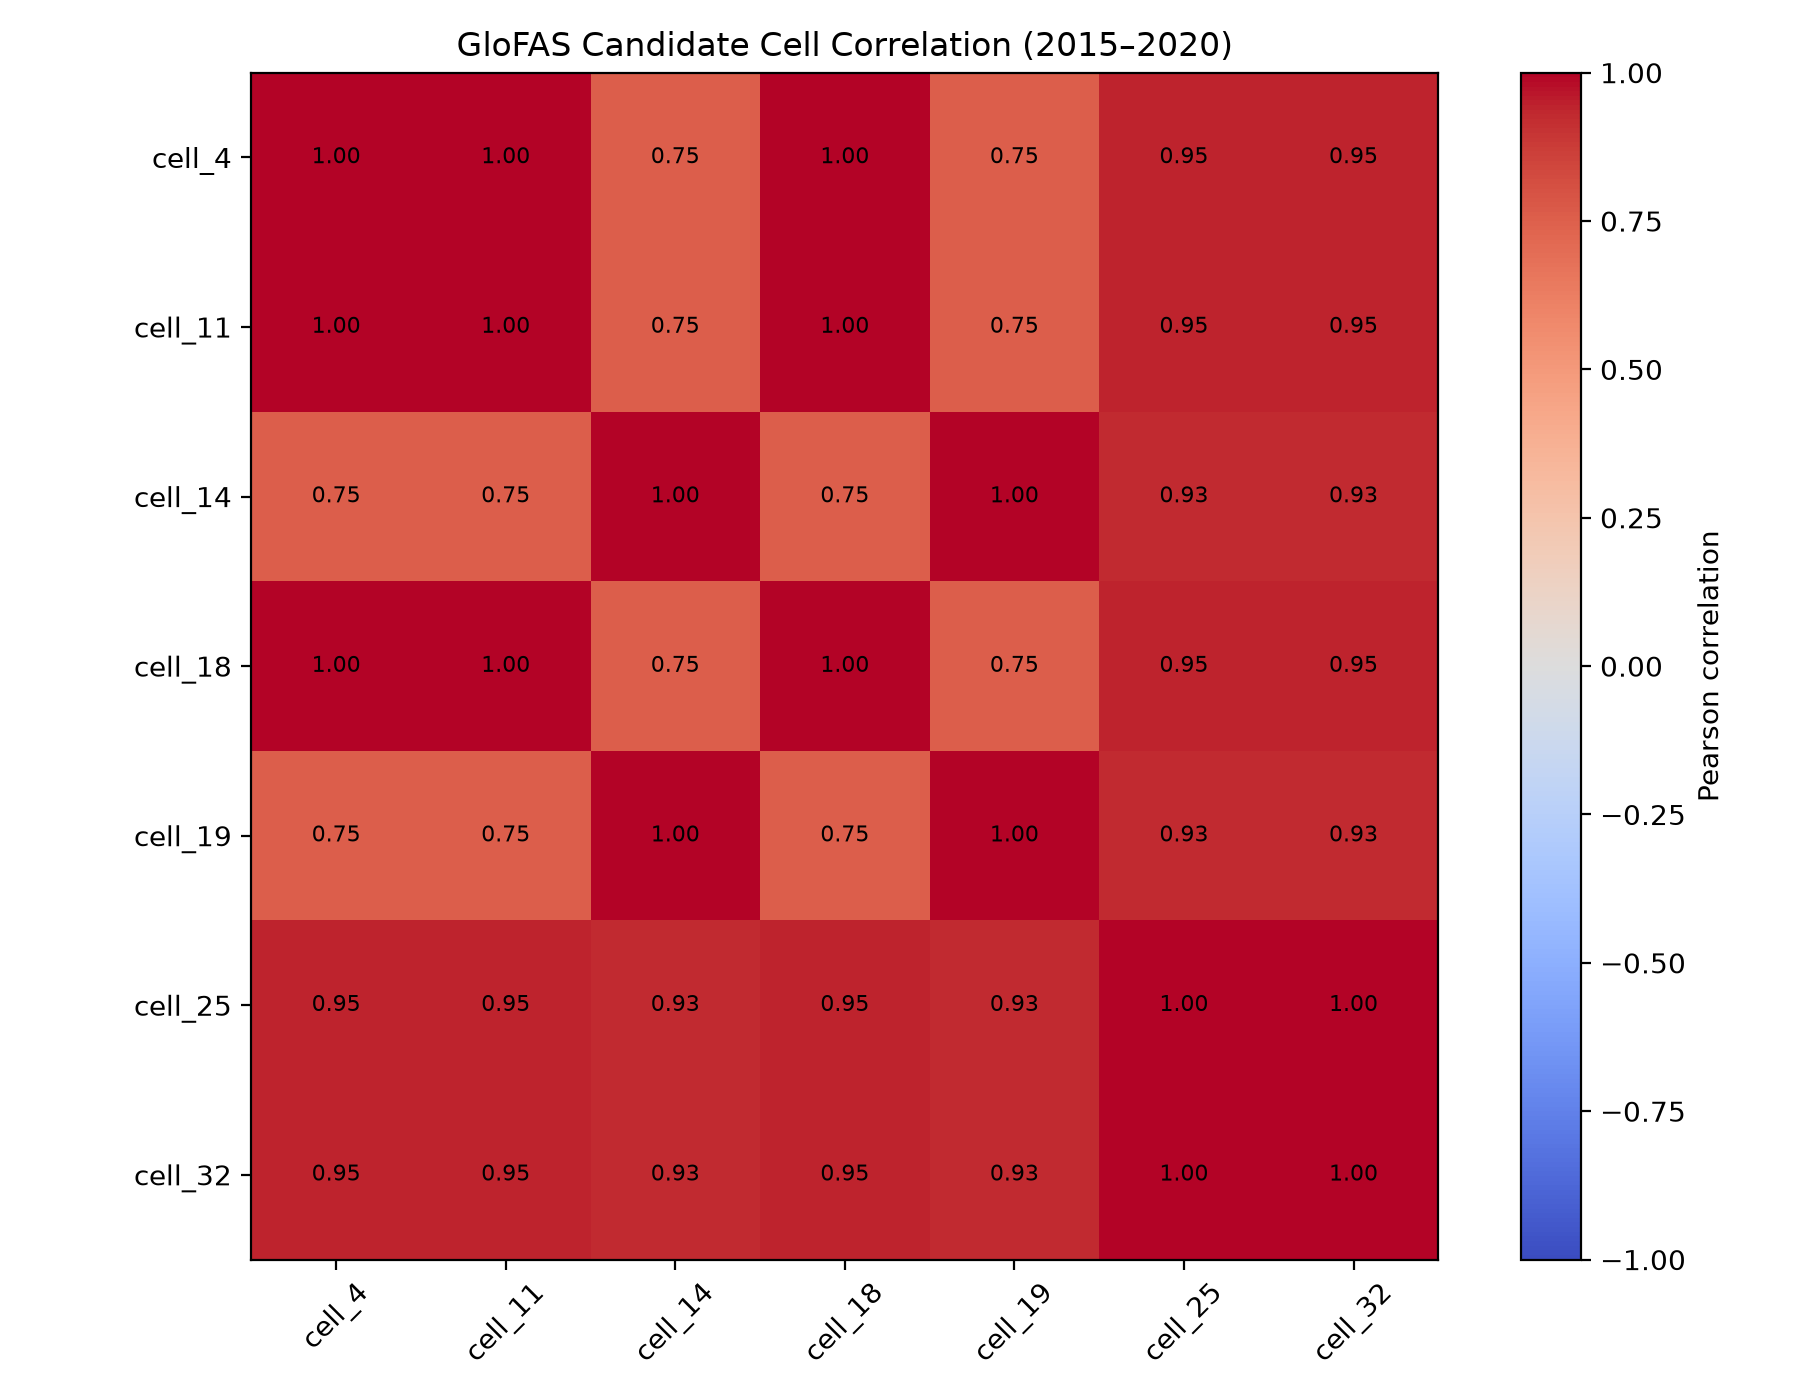 GloFAS Candidate Cell Correlation (2015–2020)
cell_4 1.00 1.00 0.75 1.00 0.75 0.95 0.95
cell_11 1.00 1.00 0.75 1.00 0.75 0.95 0.95
cell_14 0.75 0.75 1.00 0.75 1.00 0.93 0.93
cell_18 1.00 1.00 0.75 1.00 0.75 0.95 0.95
cell_19 0.75 0.75 1.00 0.75 1.00 0.93 0.93
cell_25 0.95 0.95 0.93 0.95 0.93 1.00 1.00
cell_32 0.95 0.95 0.93 0.95 0.93 1.00 1.00
cell_4 cell_11 cell_14 cell_18 cell_19 cell_25 cell_32
1.00
0.75
0.50
0.25
0.00
−0.25
−0.50
−0.75
−1.00
Pearson correlation